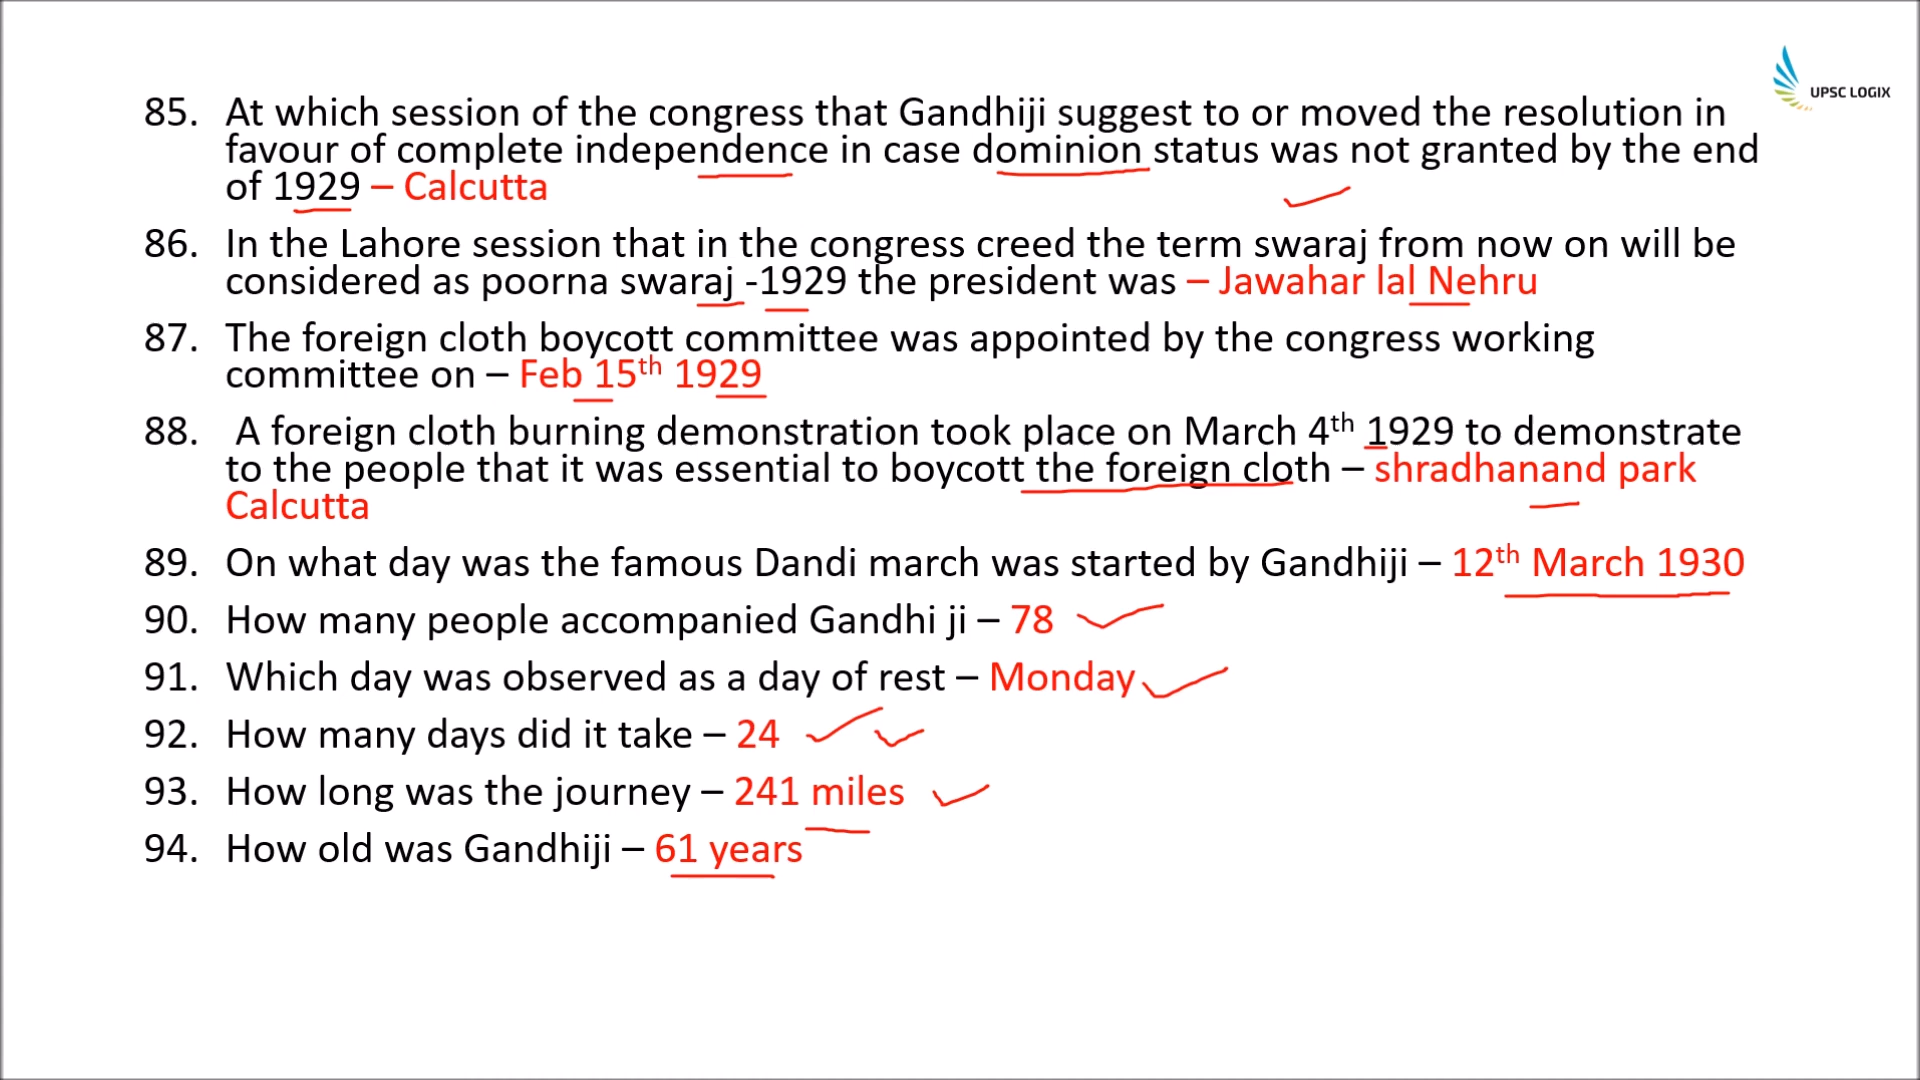 UPSC LOGIX
85. At which session of the congress that Gandhiji suggest to or moved the resolution in
favour of complete independence in case dominion status was not granted by the end
of 1929 – Calcutta
86. In the Lahore session that in the congress creed the term swaraj from now on will be
considered as poorna swaraj -1929 the president was – Jawahar lal Nehru
87. The foreign cloth boycott committee was appointed by the congress working
committee on – Feb 15th 1929
88. A foreign cloth burning demonstration took place on March 4th 1929 to demonstrate
to the people that it was essential to boycott the foreign cloth – shradhanand park
Calcutta
89. On what day was the famous Dandi march was started by Gandhiji – 12th March 1930
90. How many people accompanied Gandhi ji – 78
91. Which day was observed as a day of rest – Monday
92. How many days did it take – 24
93. How long was the journey – 241 miles
94. How old was Gandhiji – 61 years